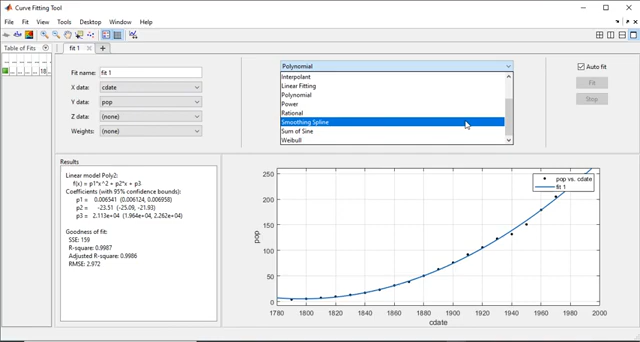 Curve Fitting Tool
File Fit View Tools Desktop Window Help
Table of Fits
fit 1
Fit name: fit 1
X data: cdate
Y data: pop
Z data: (none)
Weights: (none)
Polynomial
Interpolant
Linear Fitting
Polynomial
Power
Rational
Smoothing Spline
Sum of Sine
Weibull
Auto fit
Fit
Stop
Results
Linear model Poly2:
f(x) = p1*x^2 + p2*x + p3
Coefficients (with 95% confidence bounds):
p1 = 0.006541 (0.006124, 0.006958)
p2 = -23.51 (-25.09, -21.93)
p3 = 2.113e+04 (1.964e+04, 2.262e+04)
Goodness of fit:
SSE: 159
R-square: 0.9987
Adjusted R-square: 0.9986
RMSE: 2.972
pop vs. cdate
fit 1
250
200
150
100
50
0
pop
1780 1800 1820 1840 1860 1880 1900 1920 1940 1960 1980 2000
cdate